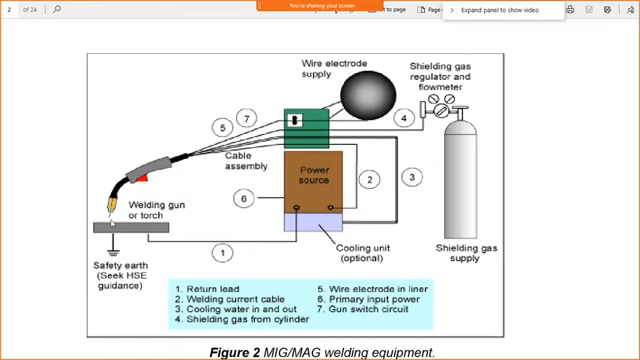 You're sharing your screen
2 of 24
to page
Page
Expand panel to show video
Wire electrode
supply
Shielding gas
regulator and
flowmeter
5
7
4
Cable
assembly
Power
source
2
3
6
Welding gun
or torch
1
Cooling unit
(optional)
Shielding gas
supply
Safety earth
(Seek HSE
guidance)
1. Return lead
2. Welding current cable
3. Cooling water in and out
4. Shielding gas from cylinder
5. Wire electrode in liner
6. Primary input power
7. Gun switch circuit
Figure 2 MIG/MAG welding equipment.